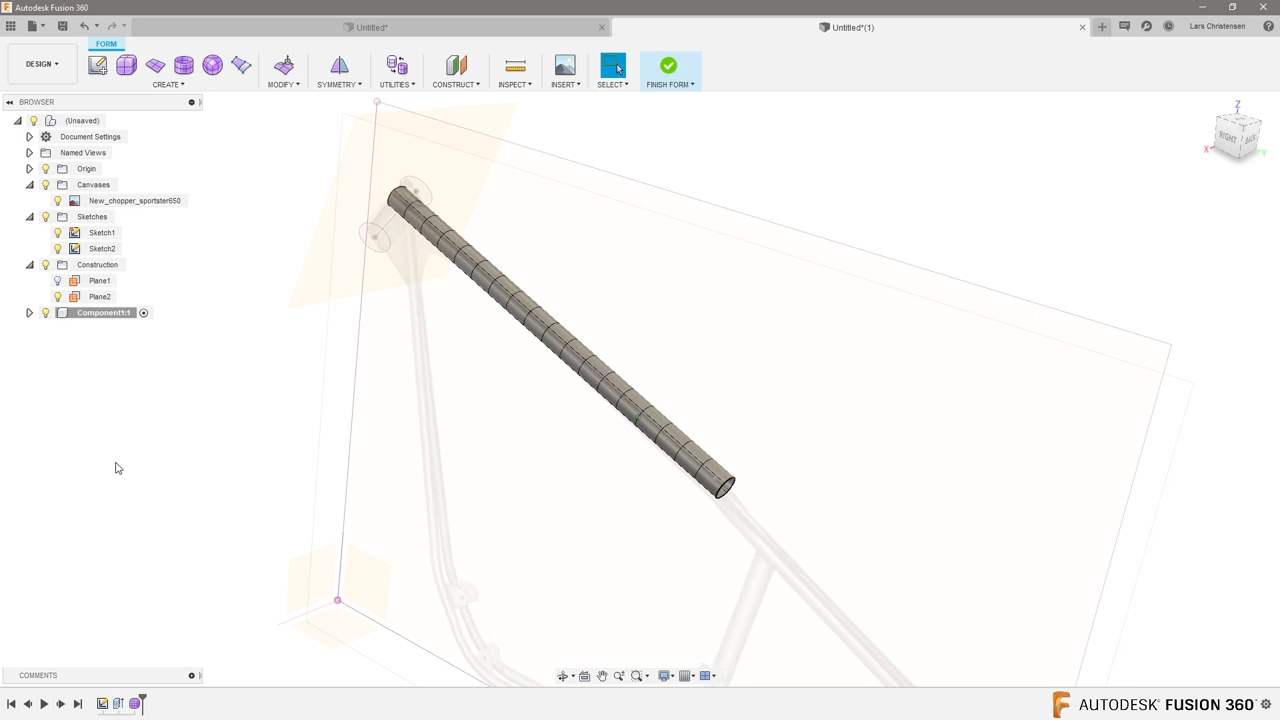 Autodesk Fusion 360
Untitled*
Untitled*(1)
Lars Christensen
FORM
DESIGN
CREATE
MODIFY
SYMMETRY
UTILITIES
CONSTRUCT
INSPECT
INSERT
SELECT
FINISH FORM
BROWSER
(Unsaved)
Document Settings
Named Views
Origin
Canvases
New_chopper_sportster650
Sketches
Sketch1
Sketch2
Construction
Plane1
Plane2
Component1:1
Z
RIGHT
BACK
X
Y
COMMENTS
AUTODESK® FUSION 360°